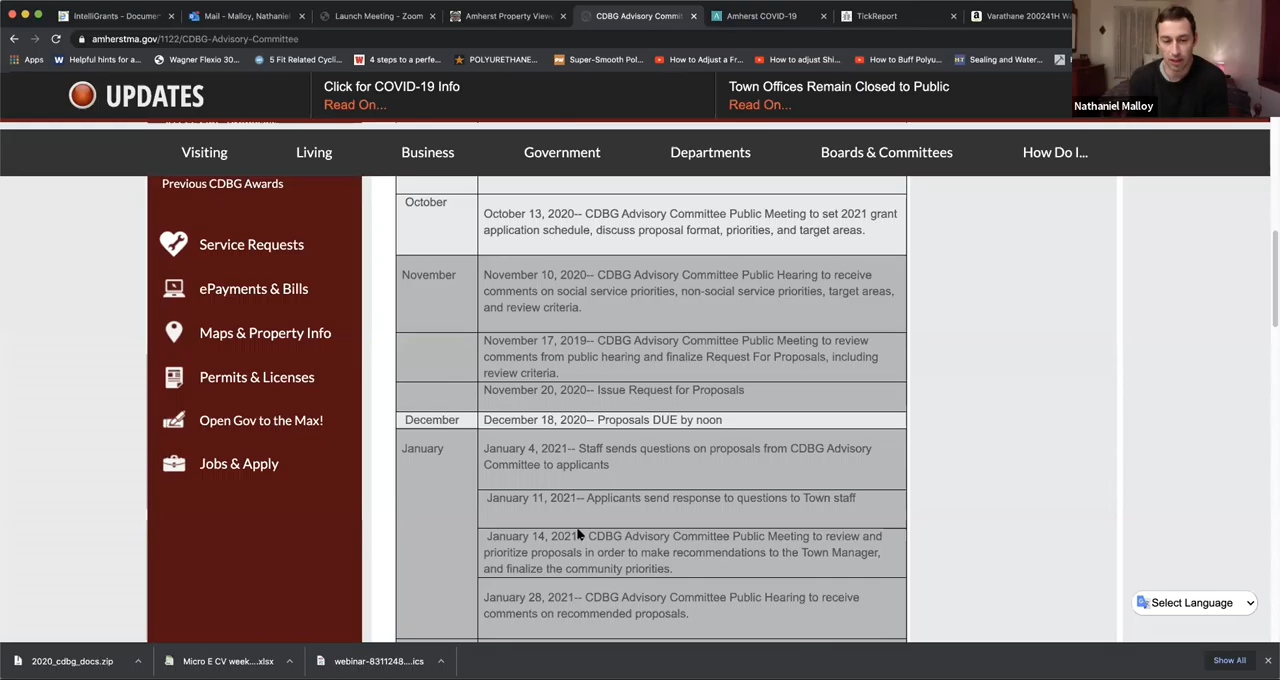 IntelliGrants - Documen
Mail - Malloy, Nathaniel
Launch Meeting - Zoom
Amherst Property View
CDBG Advisory Commit
Amherst COVID-19
TickReport
Varathane 200241H W
amherstma.gov/1122/CDBG-Advisory-Committee
Apps
Helpful hints for a...
Wagner Flexio 30...
5 Fit Related Cycli...
4 steps to a perfe...
POLYURETHANE...
Super-Smooth Pol...
How to Adjust a Fr...
How to adjust Shi...
How to Buff Polyu...
Sealing and Water...
Nathaniel Malloy
UPDATES
Click for COVID-19 Info
Read On...
Town Offices Remain Closed to Public
Read On...
Visiting
Living
Business
Government
Departments
Boards & Committees
How Do I...
Previous CDBG Awards
Service Requests
ePayments & Bills
Maps & Property Info
Permits & Licenses
Open Gov to the Max!
Jobs & Apply
October
October 13, 2020-- CDBG Advisory Committee Public Meeting to set 2021 grant
application schedule, discuss proposal format, priorities, and target areas.
November
November 10, 2020-- CDBG Advisory Committee Public Hearing to receive
comments on social service priorities, non-social service priorities, target areas,
and review criteria.
November 17, 2019-- CDBG Advisory Committee Public Meeting to review
comments from public hearing and finalize Request For Proposals, including
review criteria.
November 20, 2020-- Issue Request for Proposals
December
December 18, 2020-- Proposals DUE by noon
January
January 4, 2021-- Staff sends questions on proposals from CDBG Advisory
Committee to applicants
January 11, 2021-- Applicants send response to questions to Town staff
January 14, 2021-- CDBG Advisory Committee Public Meeting to review and
prioritize proposals in order to make recommendations to the Town Manager,
and finalize the community priorities.
January 28, 2021-- CDBG Advisory Committee Public Hearing to receive
comments on recommended proposals.
Select Language
2020_cdbg_docs.zip
Micro E CV week....xlsx
webinar-8311248....ics
Show All